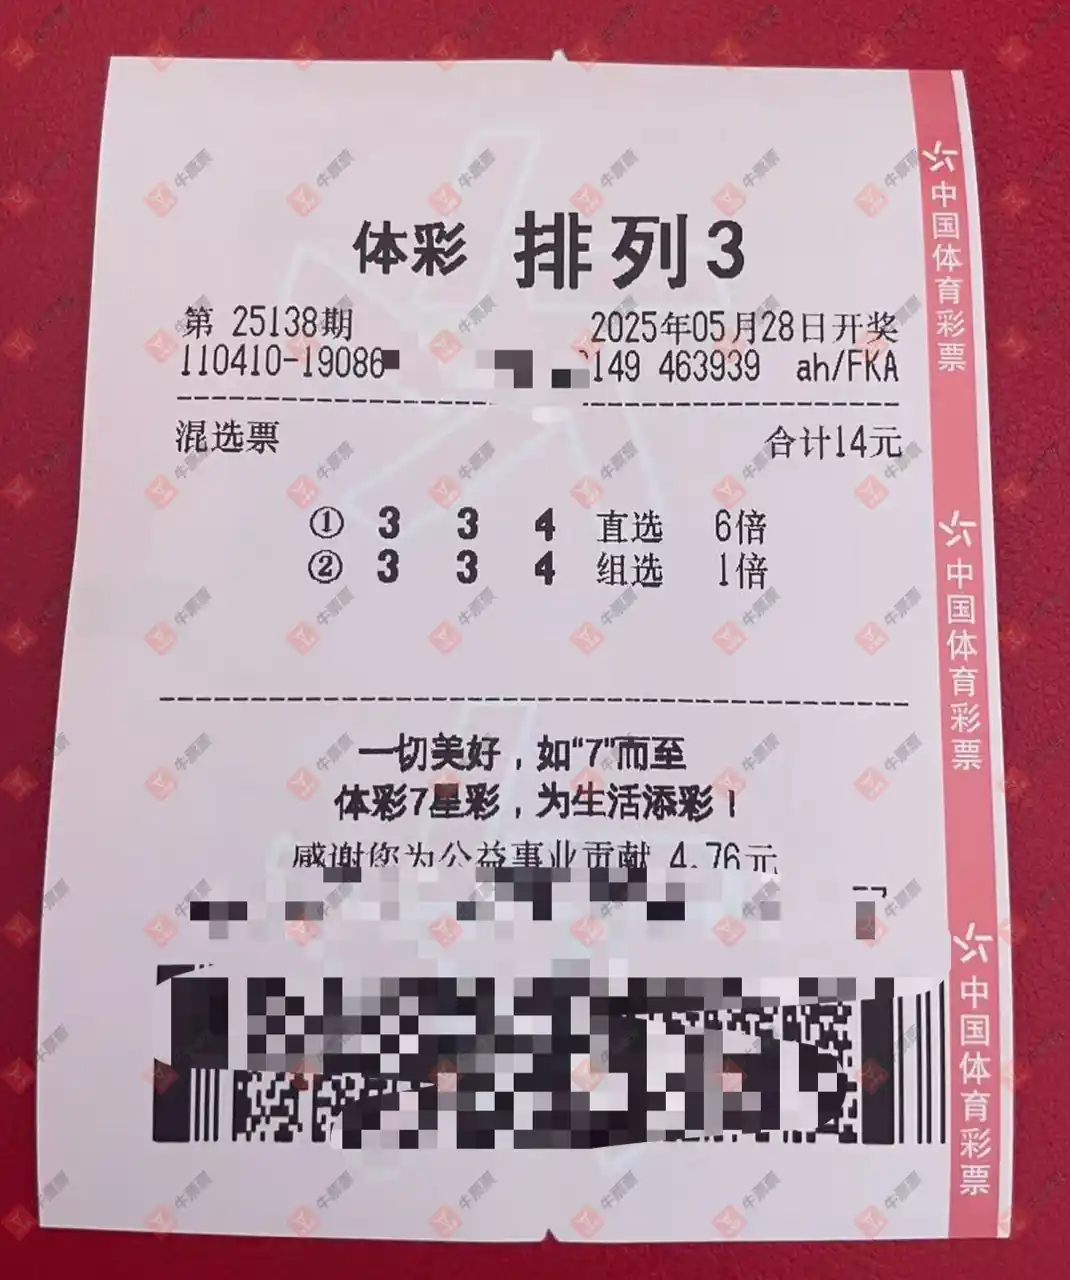 体彩 排列3
第 25138期 2025年05月28日开奖
110410-19086 149 463939 ah/FKA
混选票 合计14元
① 3 3 4 直选 6倍
② 3 3 4 组选 1倍
一切美好，如“7”而至
体彩7星彩，为生活添彩！
感谢您为公益事业贡献 4.76元
中国体育彩票
中国体育彩票
中国体育彩票
牛票票